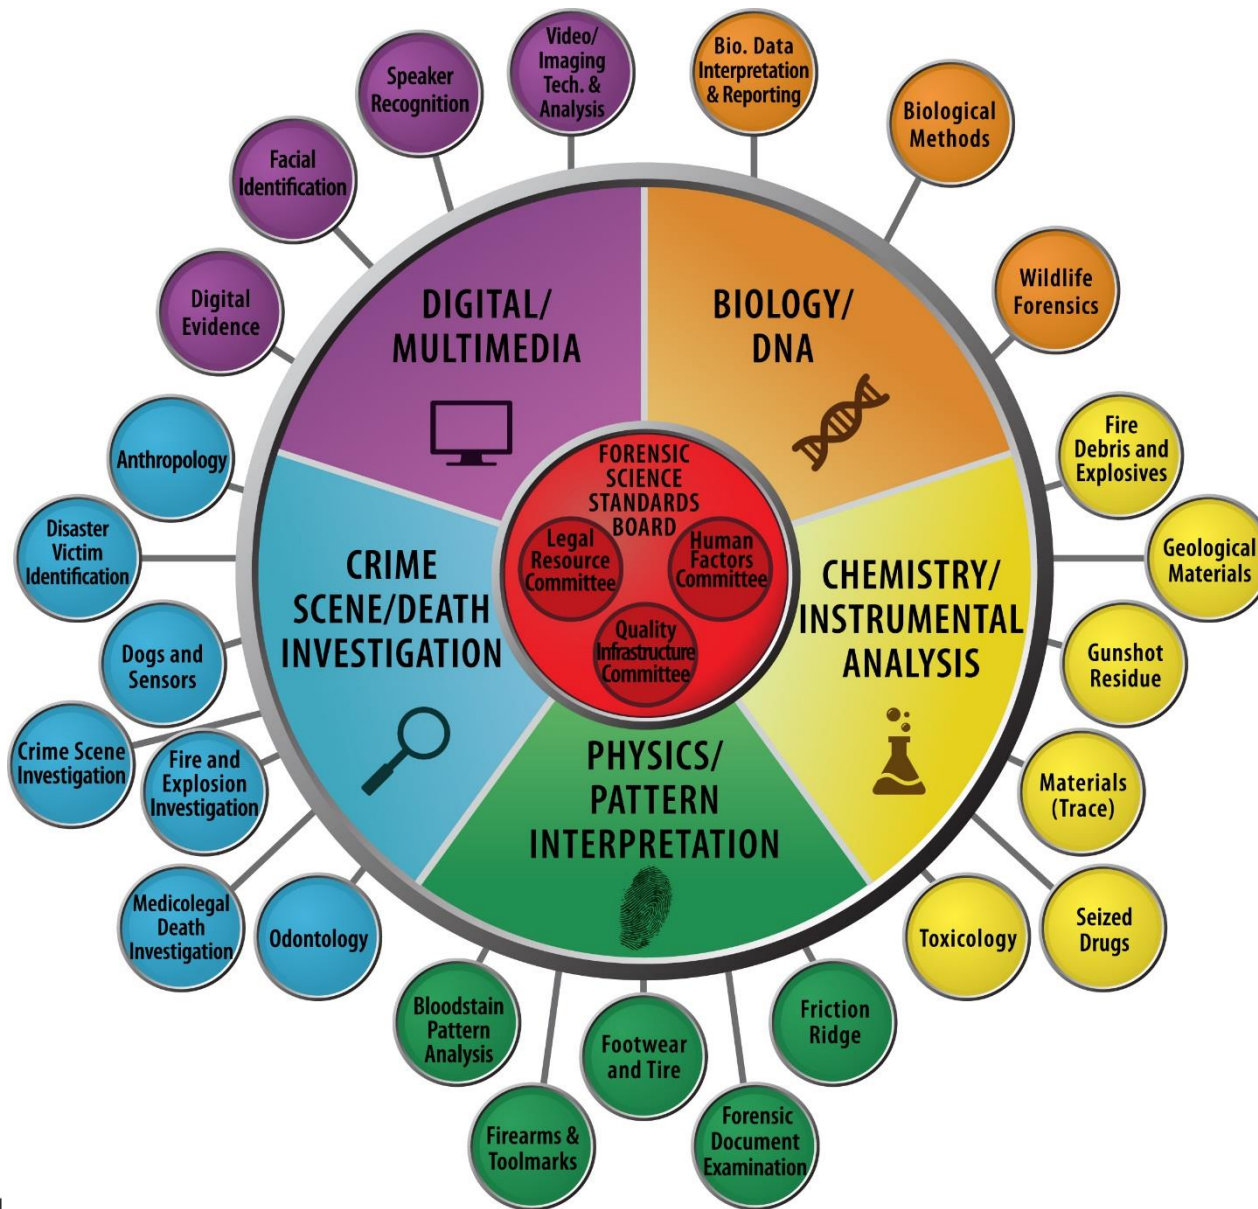 Video/
Imaging
Tech. &
Analysis
Bio. Data
Interpretation
& Reporting
Speaker
Recognition
Biological
Methods
Facial
Identification
Wildlife
Forensics
Digital
Evidence
DIGITAL/
MULTIMEDIA
BIOLOGY/
DNA
Anthropology
Fire
Debris and
Explosives
FORENSIC
SCIENCE
STANDARDS
BOARD
Legal
Resource
Committee
Human
Factors
Committee
Quality
Infrastructure
Committee
Disaster
Victim
Identification
Geological
Materials
CRIME
SCENE/DEATH
INVESTIGATION
CHEMISTRY/
INSTRUMENTAL
ANALYSIS
Dogs and
Sensors
Gunshot
Residue
Crime Scene
Investigation
Fire and
Explosion
Investigation
PHYSICS/
PATTERN
INTERPRETATION
Materials
(Trace)
Medicolegal
Death
Investigation
Odontology
Toxicology
Seized
Drugs
Bloodstain
Pattern
Analysis
Footwear
and Tire
Friction
Ridge
Firearms &
Toolmarks
Forensic
Document
Examination